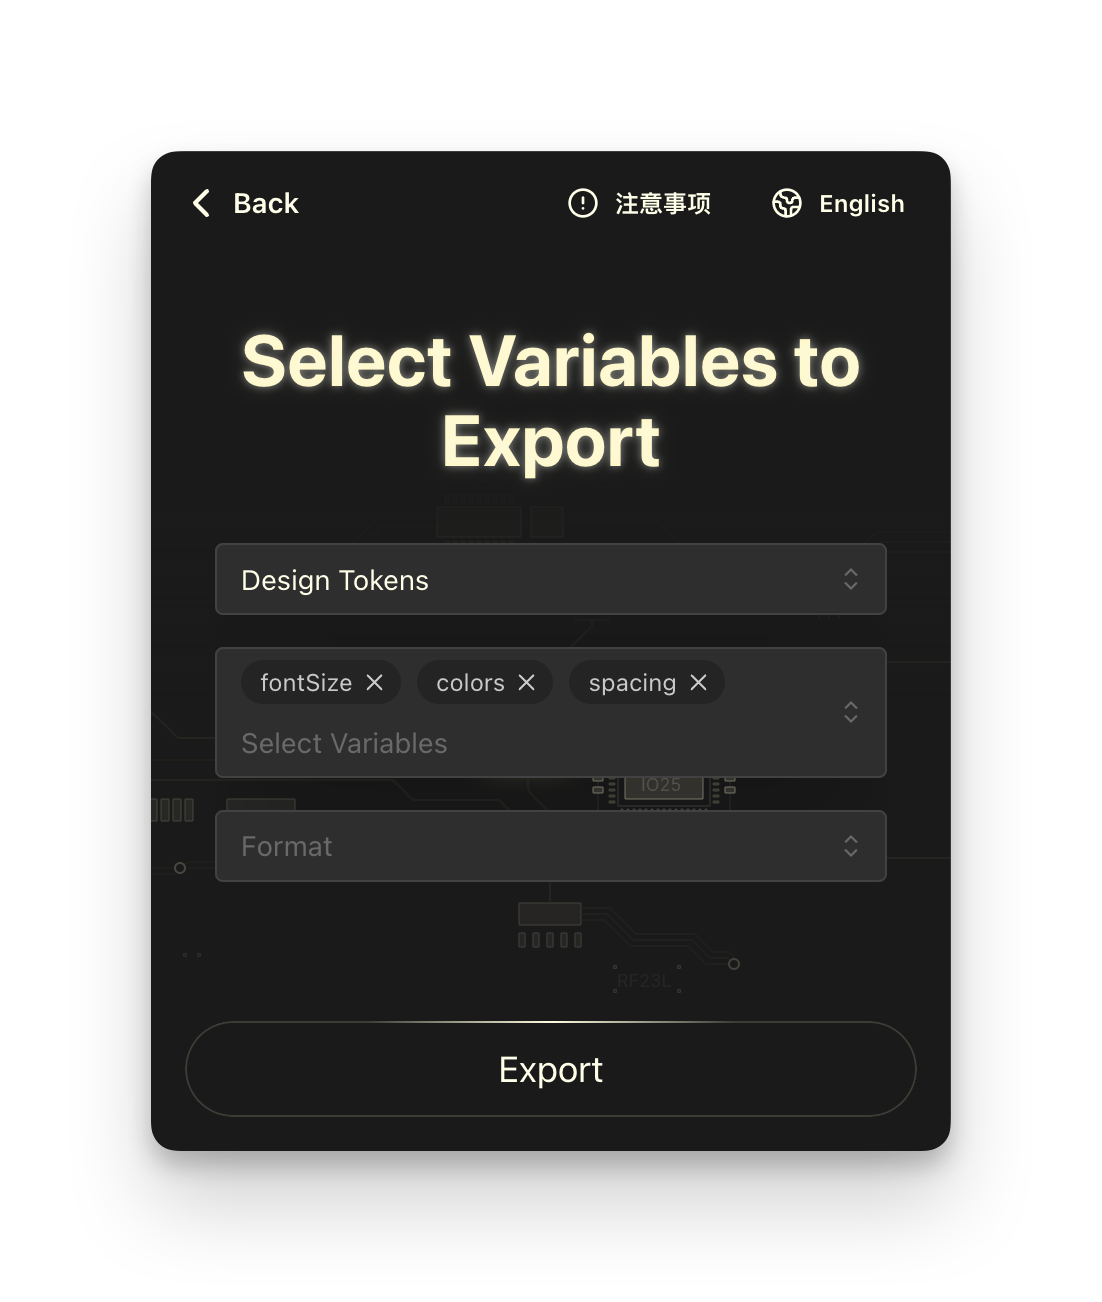 Back
注意事项
English
Select Variables to
Export
Design Tokens
fontSize
colors
spacing
Select Variables
IO25
Format
RF23L
Export